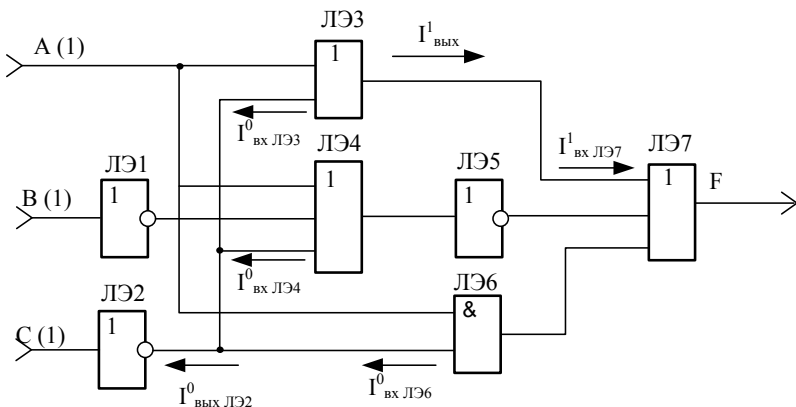 ЛЭ3
A (1)
1
I¹вых
I⁰вх ЛЭ3
ЛЭ4
1
ЛЭ1
1
B (1)
ЛЭ5
1
I¹вх ЛЭ7
ЛЭ7
1
F
I⁰вх ЛЭ4
ЛЭ2
1
C (1)
ЛЭ6
&
I⁰вых ЛЭ2
I⁰вх ЛЭ6